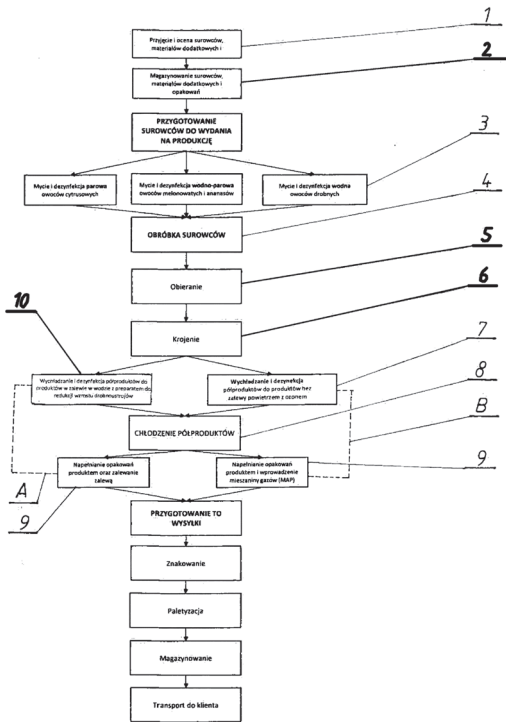 1
Przyjęcie i ocena surowców,
materiałów dodatkowych i
2
Magazynowanie surowców,
materiałów dodatkowych i
opakowań
PRZYGOTOWANIE
SUROWCÓW DO WYDANIA
NA PRODUKCJĘ
3
Mycie i dezynfekcja parowa
owoców cytrusowych
Mycie i dezynfekcja wodno-parowa
owoców melonowatych i ananasów
Mycie i dezynfekcja wodna
owoców drobnych
4
OBRÓBKA SUROWCÓW
5
Obieranie
6
Krojenie
10
7
Wychładzanie i dezynfekcja półproduktów do
produktów w zalewie w wodzie z preparatem do
redukcji wzrostu drobnoustrojów
Wychładzanie i dezynfekcja
półproduktów do produktów bez
zalewy powietrzem z ozonem
8
B
CHŁODZENIE PÓŁPRODUKTÓW
9
Napełnianie opakowań
produktem oraz zalewanie
zalewą
Napełnianie opakowań
produktem i wprowadzenie
mieszaniny gazów (MAP)
A
9
PRZYGOTOWANIE TO
WYSYŁKI
Znakowanie
Paletyzacja
Magazynowanie
Transport do klienta